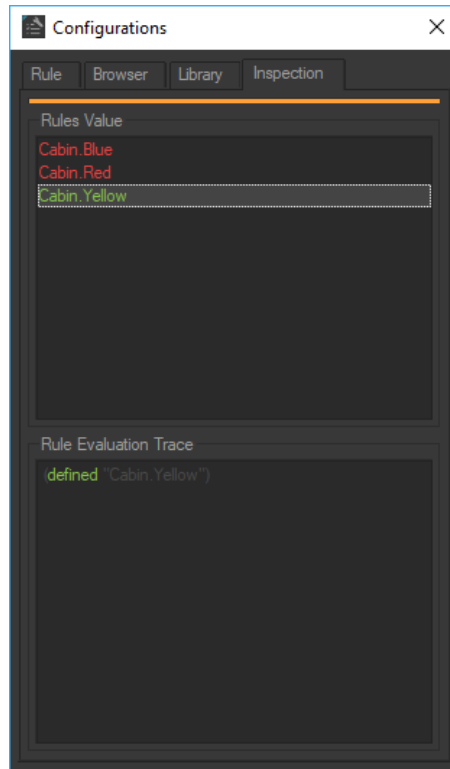 Configurations
Rule Browser Library Inspection
Rules Value
Cabin.Blue
Cabin.Red
Cabin.Yellow
Rule Evaluation Trace
(defined "Cabin.Yellow")